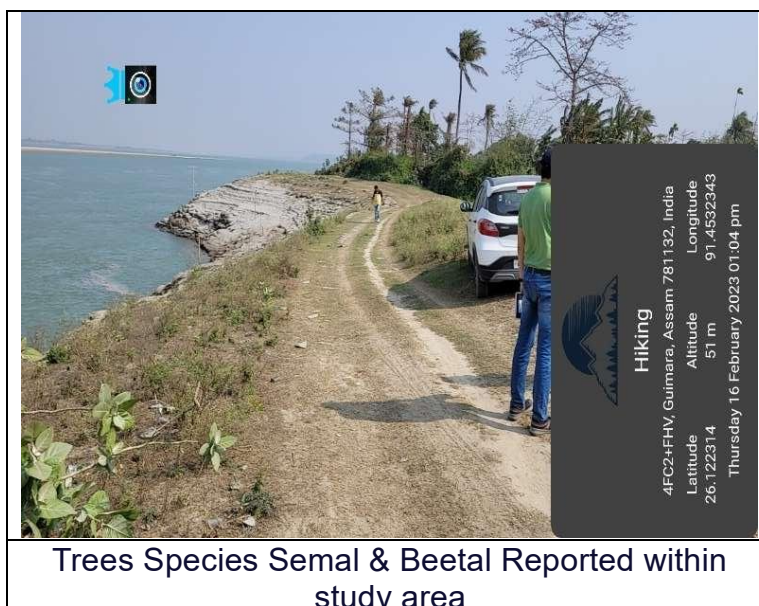 Hiking
4FC2+FHV, Guimara, Assam 781132, India
Latitude Altitude Longitude
26.122314 51 m 91.4532343
Thursday 16 February 2023 01:04 pm
Trees Species Semal & Beetal Reported within
study area